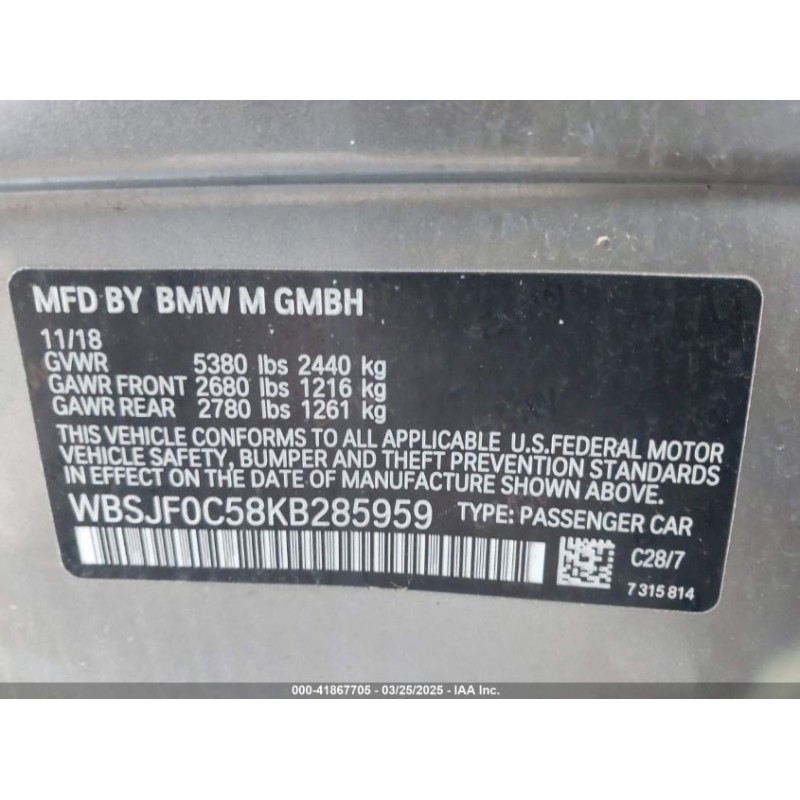 MFD BY BMW M GMBH
11/18
GVWR 5380 lbs 2440 kg
GAWR FRONT 2680 lbs 1216 kg
GAWR REAR 2780 lbs 1261 kg
THIS VEHICLE CONFORMS TO ALL APPLICABLE U.S.FEDERAL MOTOR
VEHICLE SAFETY, BUMPER AND THEFT PREVENTION STANDARDS
IN EFFECT ON THE DATE OF MANUFACTURE SHOWN ABOVE.
WBSJF0C58KB285959 TYPE: PASSENGER CAR
C28/7
7 315 814
000-41867705 - 03/25/2025 - IAA Inc.